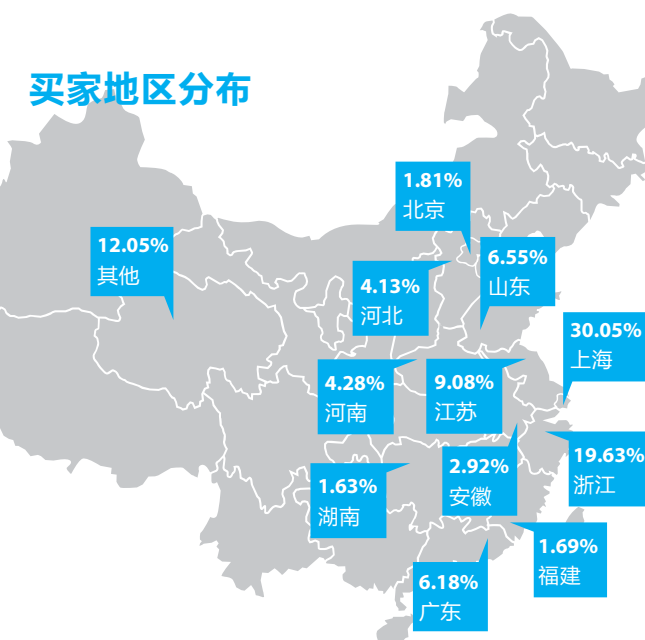 买家地区分布
1.81%
北京
12.05%
其他
6.55%
山东
4.13%
河北
30.05%
上海
4.28%
河南
9.08%
江苏
19.63%
浙江
2.92%
安徽
1.63%
湖南
1.69%
福建
6.18%
广东